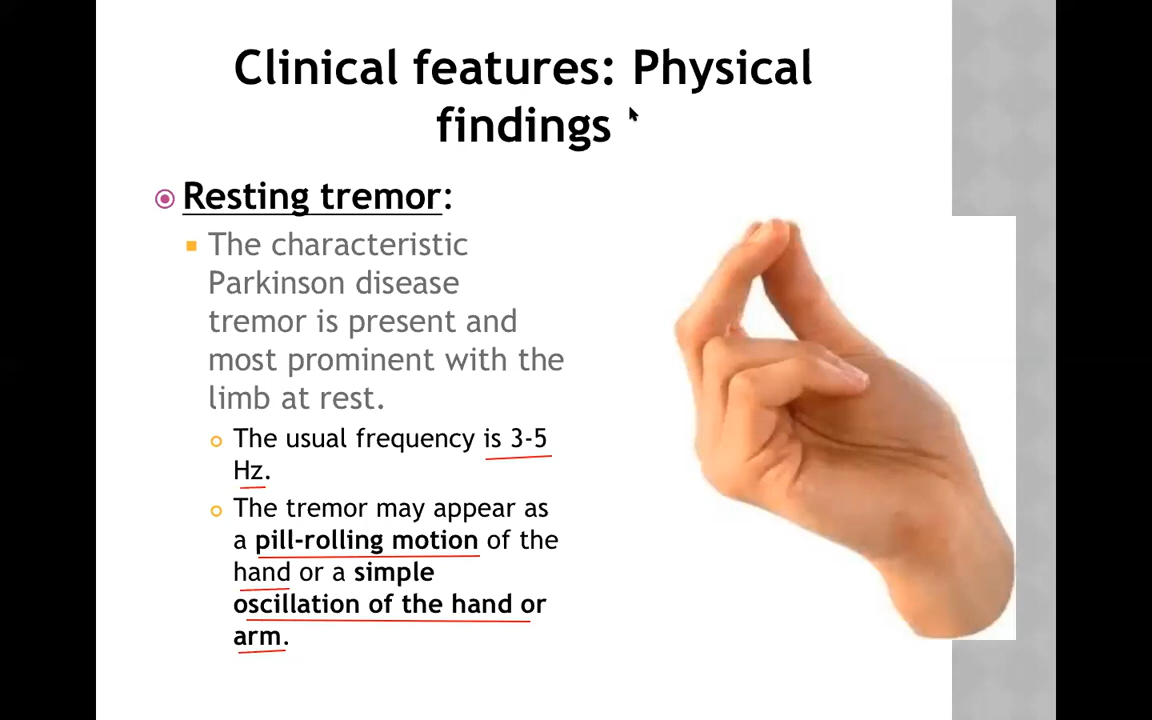 Clinical features: Physical
findings
Resting tremor:
The characteristic
Parkinson disease
tremor is present and
most prominent with the
limb at rest.
The usual frequency is 3-5
Hz.
The tremor may appear as
a pill-rolling motion of the
hand or a simple
oscillation of the hand or
arm.